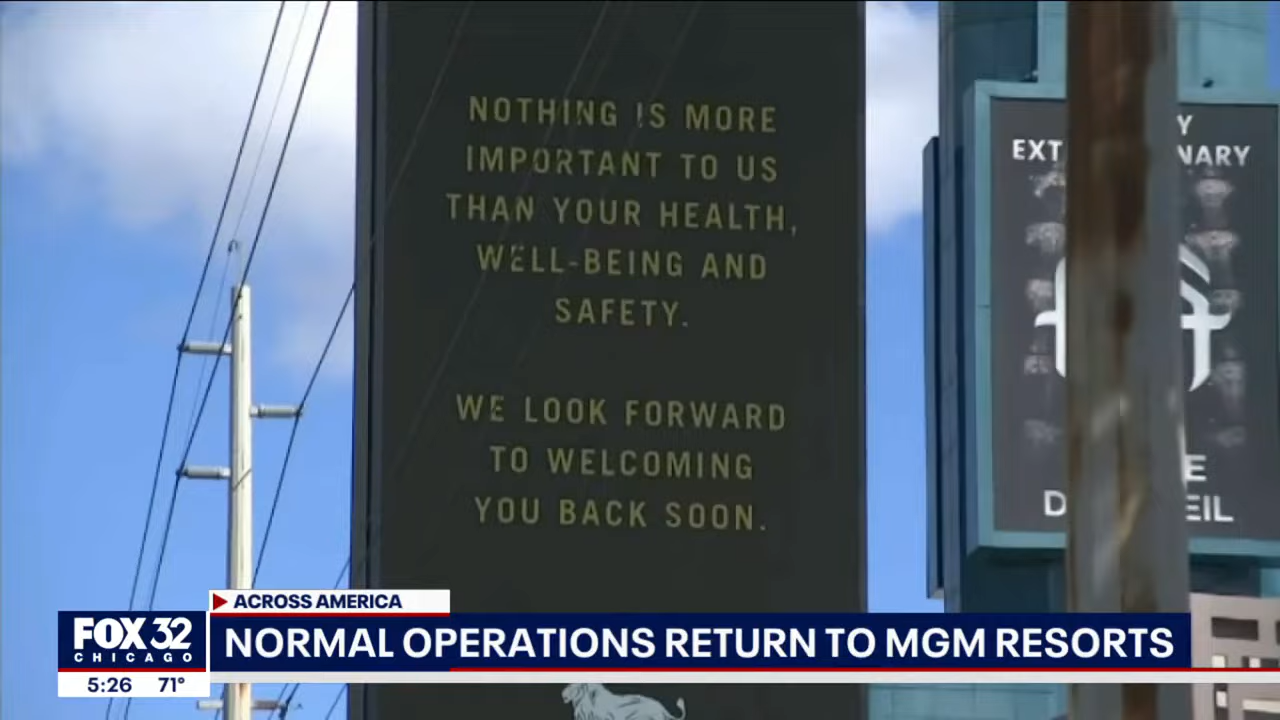 NOTHING IS MORE
IMPORTANT TO US
THAN YOUR HEALTH,
WELL-BEING AND
SAFETY.
WE LOOK FORWARD
TO WELCOMING
YOU BACK SOON.
ACROSS AMERICA
FOX 32
CHICAGO
NORMAL OPERATIONS RETURN TO MGM RESORTS
5:26 71°